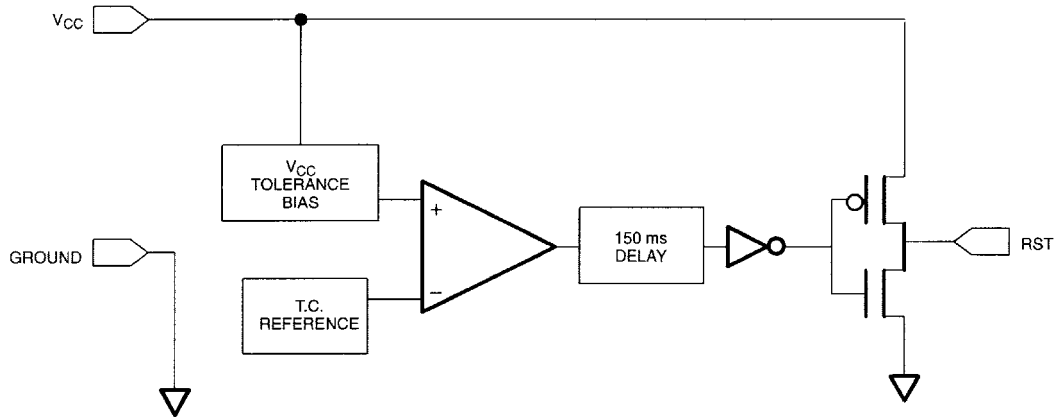 VCC
VCC
TOLERANCE
BIAS
+
150 ms
DELAY
RST
GROUND
−
T.C.
REFERENCE